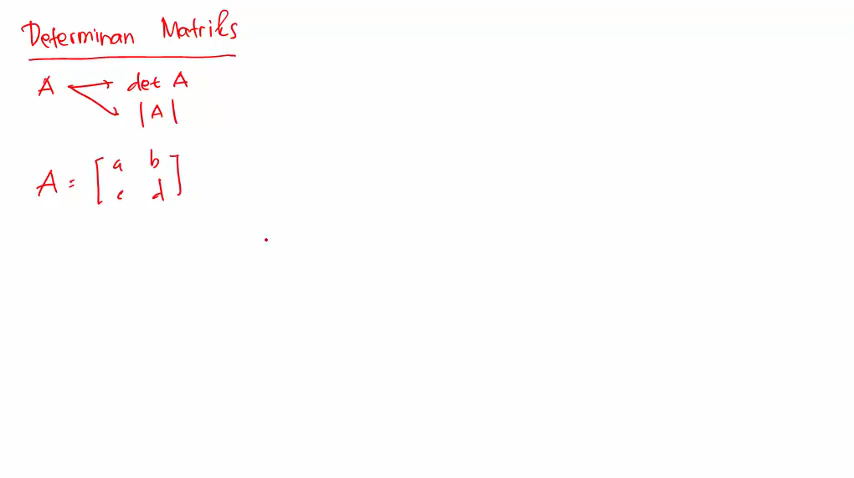 Determinan Matriks
A → det A
→ |A|
A = [a b
c d]